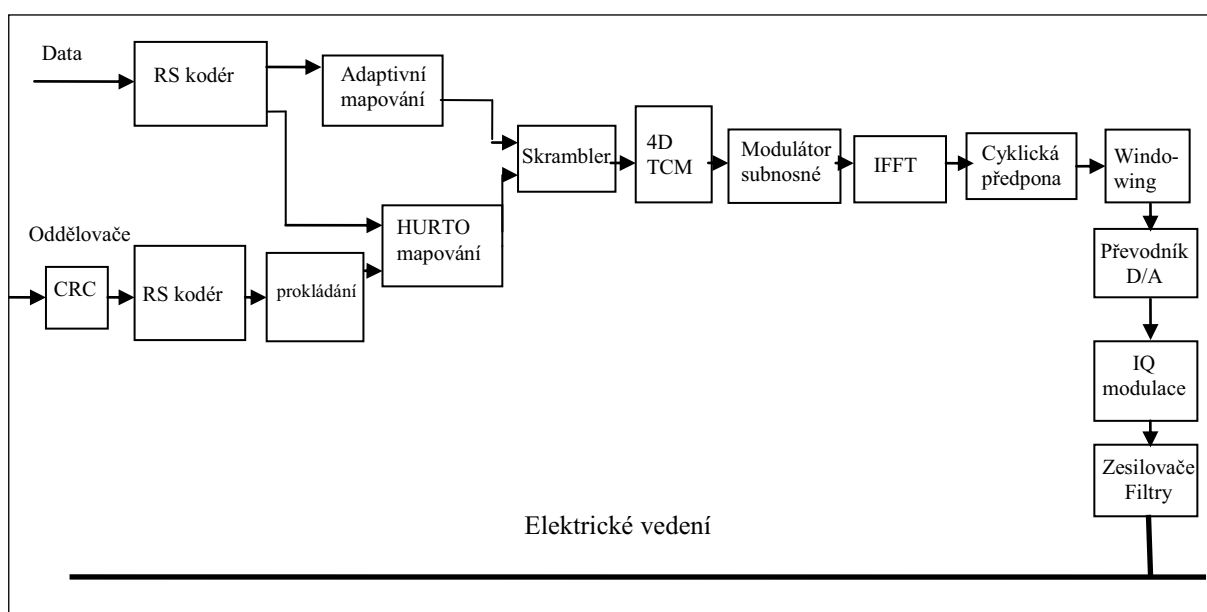 Data
RS kodér
Adaptivní
mapování
Skrambler
4D
TCM
Modulátor
subnosné
IFFT
Cyklická
předpona
Windo-
wing
Oddělovače
CRC
RS kodér
prokládání
HURTO
mapování
Převodník
D/A
IQ
modulace
Zesilovače
Filtry
Elektrické vedení